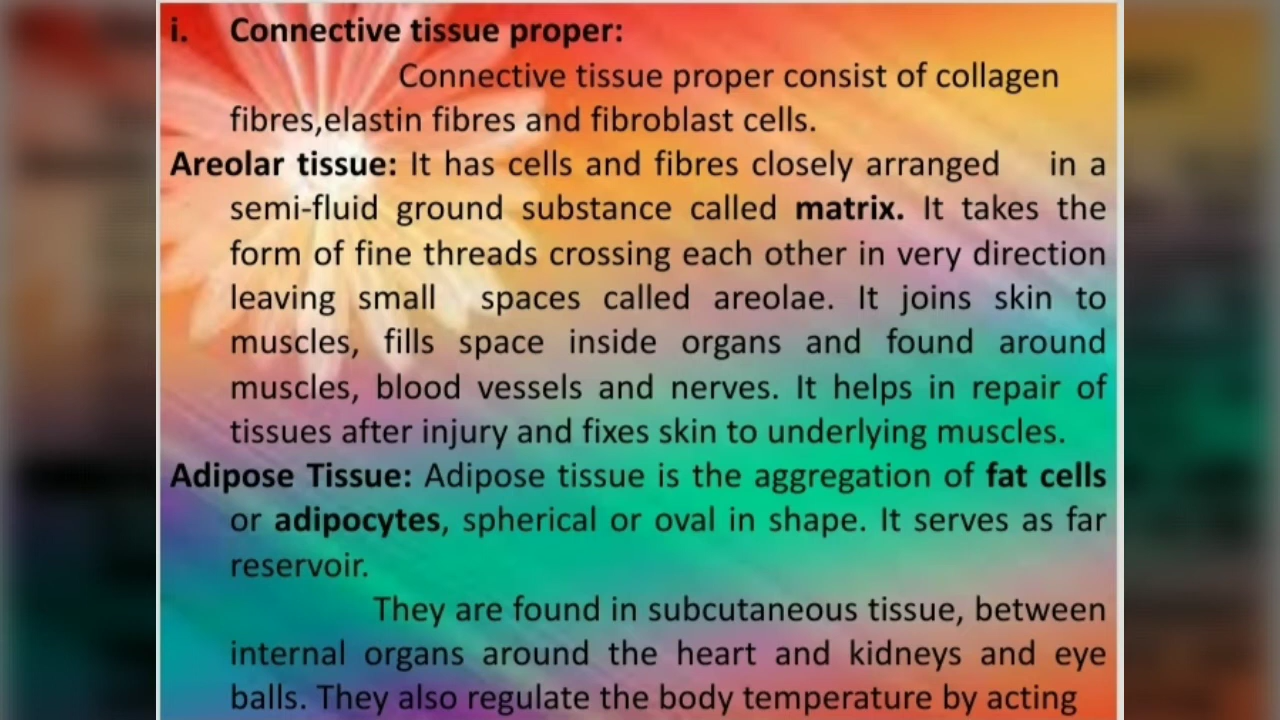 i. Connective tissue proper:
Connective tissue proper consist of collagen
fibres,elastin fibres and fibroblast cells.
Areolar tissue: It has cells and fibres closely arranged in a
semi-fluid ground substance called matrix. It takes the
form of fine threads crossing each other in very direction
leaving small spaces called areolae. It joins skin to
muscles, fills space inside organs and found around
muscles, blood vessels and nerves. It helps in repair of
tissues after injury and fixes skin to underlying muscles.
Adipose Tissue: Adipose tissue is the aggregation of fat cells
or adipocytes, spherical or oval in shape. It serves as far
reservoir.
They are found in subcutaneous tissue, between
internal organs around the heart and kidneys and eye
balls. They also regulate the body temperature by acting